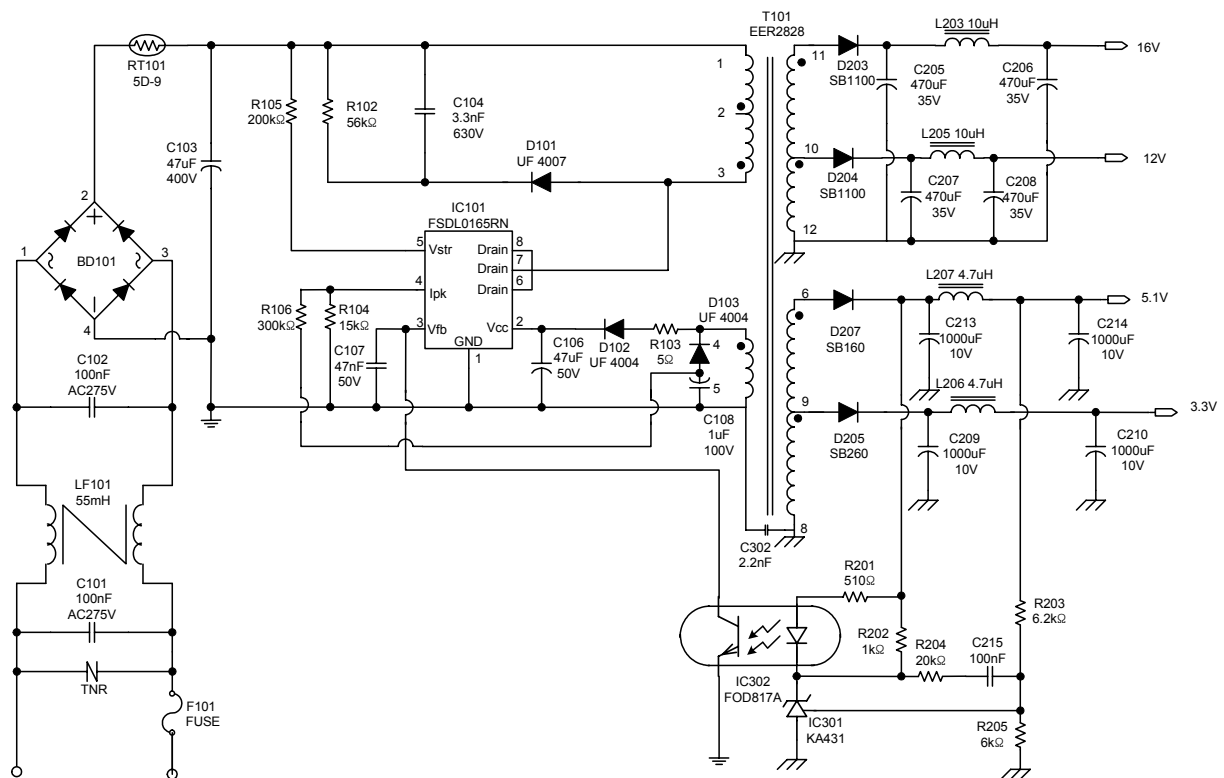 T101
EER2828
RT101
5D-9
C103
47uF
400V
R105
200kΩ
R102
56kΩ
C104
3.3nF
630V
D101
UF 4007
1
2
3
11
10
12
D203
SB1100
L203 10uH
C205
470uF
35V
C206
470uF
35V
16V
L205 10uH
D204
SB1100
C207
470uF
35V
C208
470uF
35V
12V
2
1
BD101
3
4
IC101
FSDL0165RN
5
Vstr
Drain
8
Drain
7
Drain
6
4
Ipk
3
Vfb
Vcc
2
GND
1
R106
300kΩ
R104
15kΩ
C107
47nF
50V
C106
47uF
50V
D102
UF 4004
R103
5Ω
D103
UF 4004
4
5
C108
1uF
100V
6
9
8
D207
SB160
L207 4.7uH
C213
1000uF
10V
C214
1000uF
10V
5.1V
L206 4.7uH
D205
SB260
C209
1000uF
10V
C210
1000uF
10V
3.3V
C102
100nF
AC275V
LF101
55mH
C101
100nF
AC275V
TNR
F101
FUSE
C302
2.2nF
R201
510Ω
R202
1kΩ
R204
20kΩ
C215
100nF
R203
6.2kΩ
IC302
FOD817A
IC301
KA431
R205
6kΩ